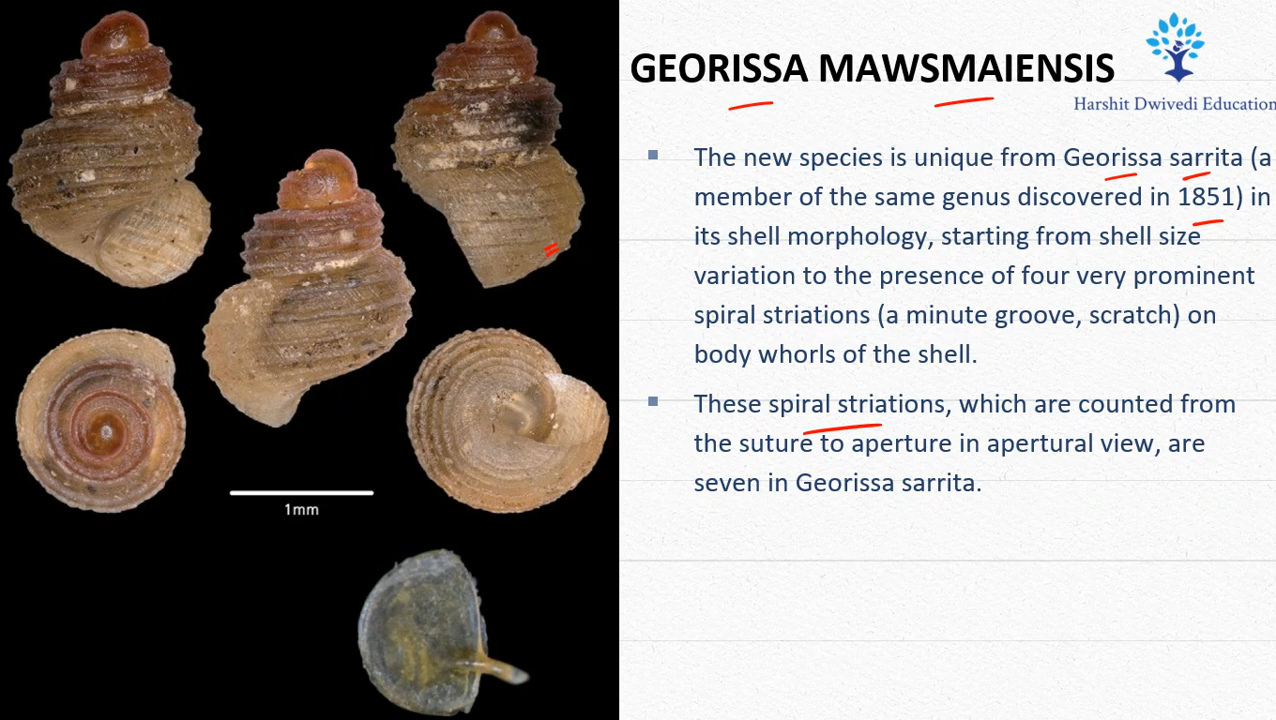 GEORISSA MAWSMAIENSIS
Harshit Dwivedi Education
The new species is unique from Georissa sarrita (a
member of the same genus discovered in 1851) in
its shell morphology, starting from shell size
variation to the presence of four very prominent
spiral striations (a minute groove, scratch) on
body whorls of the shell.
These spiral striations, which are counted from
the suture to aperture in apertural view, are
seven in Georissa sarrita.
1mm